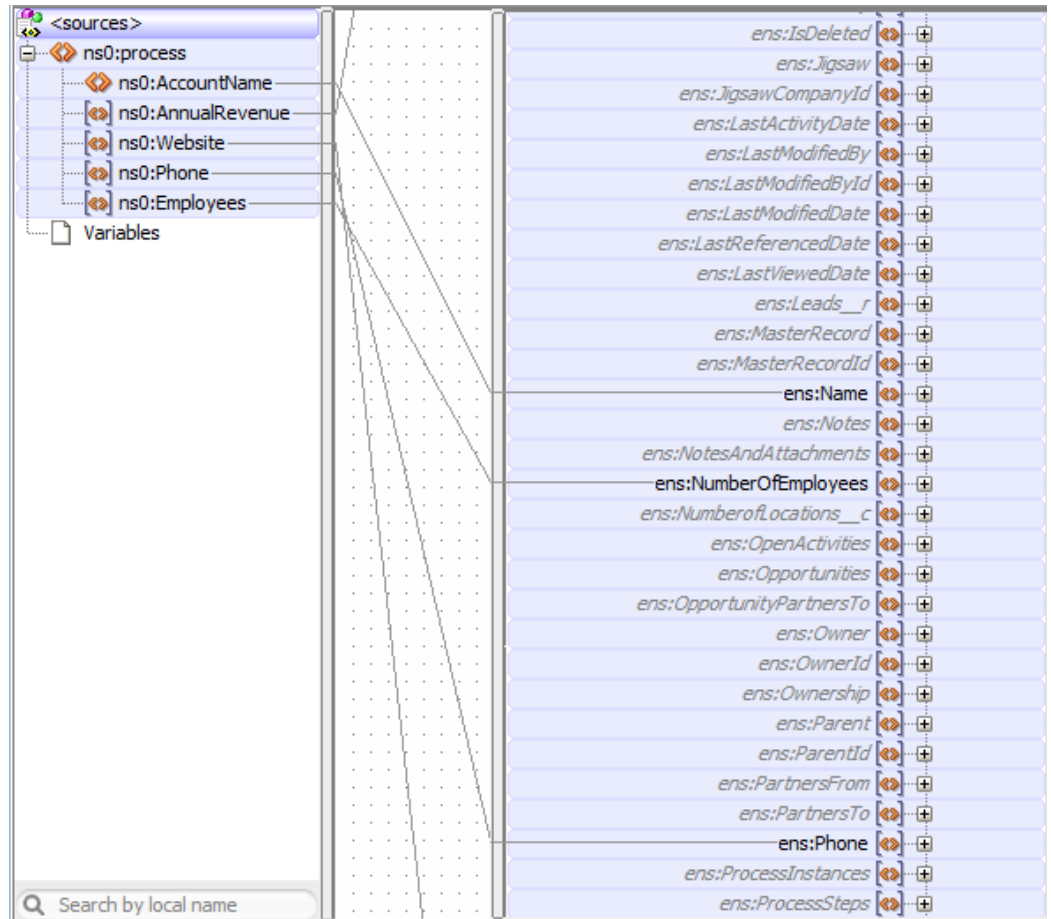 <sources>
ns0:process
ns0:AccountName
ns0:AnnualRevenue
ns0:Website
ns0:Phone
ns0:Employees
Variables
Search by local name
ens:IsDeleted
ens:Jigsaw
ens:JigsawCompanyId
ens:LastActivityDate
ens:LastModifiedBy
ens:LastModifiedById
ens:LastModifiedDate
ens:LastReferencedDate
ens:LastViewedDate
ens:Leads__r
ens:MasterRecord
ens:MasterRecordId
ens:Name
ens:Notes
ens:NotesAndAttachments
ens:NumberOfEmployees
ens:NumberofLocations__c
ens:OpenActivities
ens:Opportunities
ens:OpportunityPartnersTo
ens:Owner
ens:OwnerId
ens:Ownership
ens:Parent
ens:ParentId
ens:PartnersFrom
ens:PartnersTo
ens:Phone
ens:ProcessInstances
ens:ProcessSteps